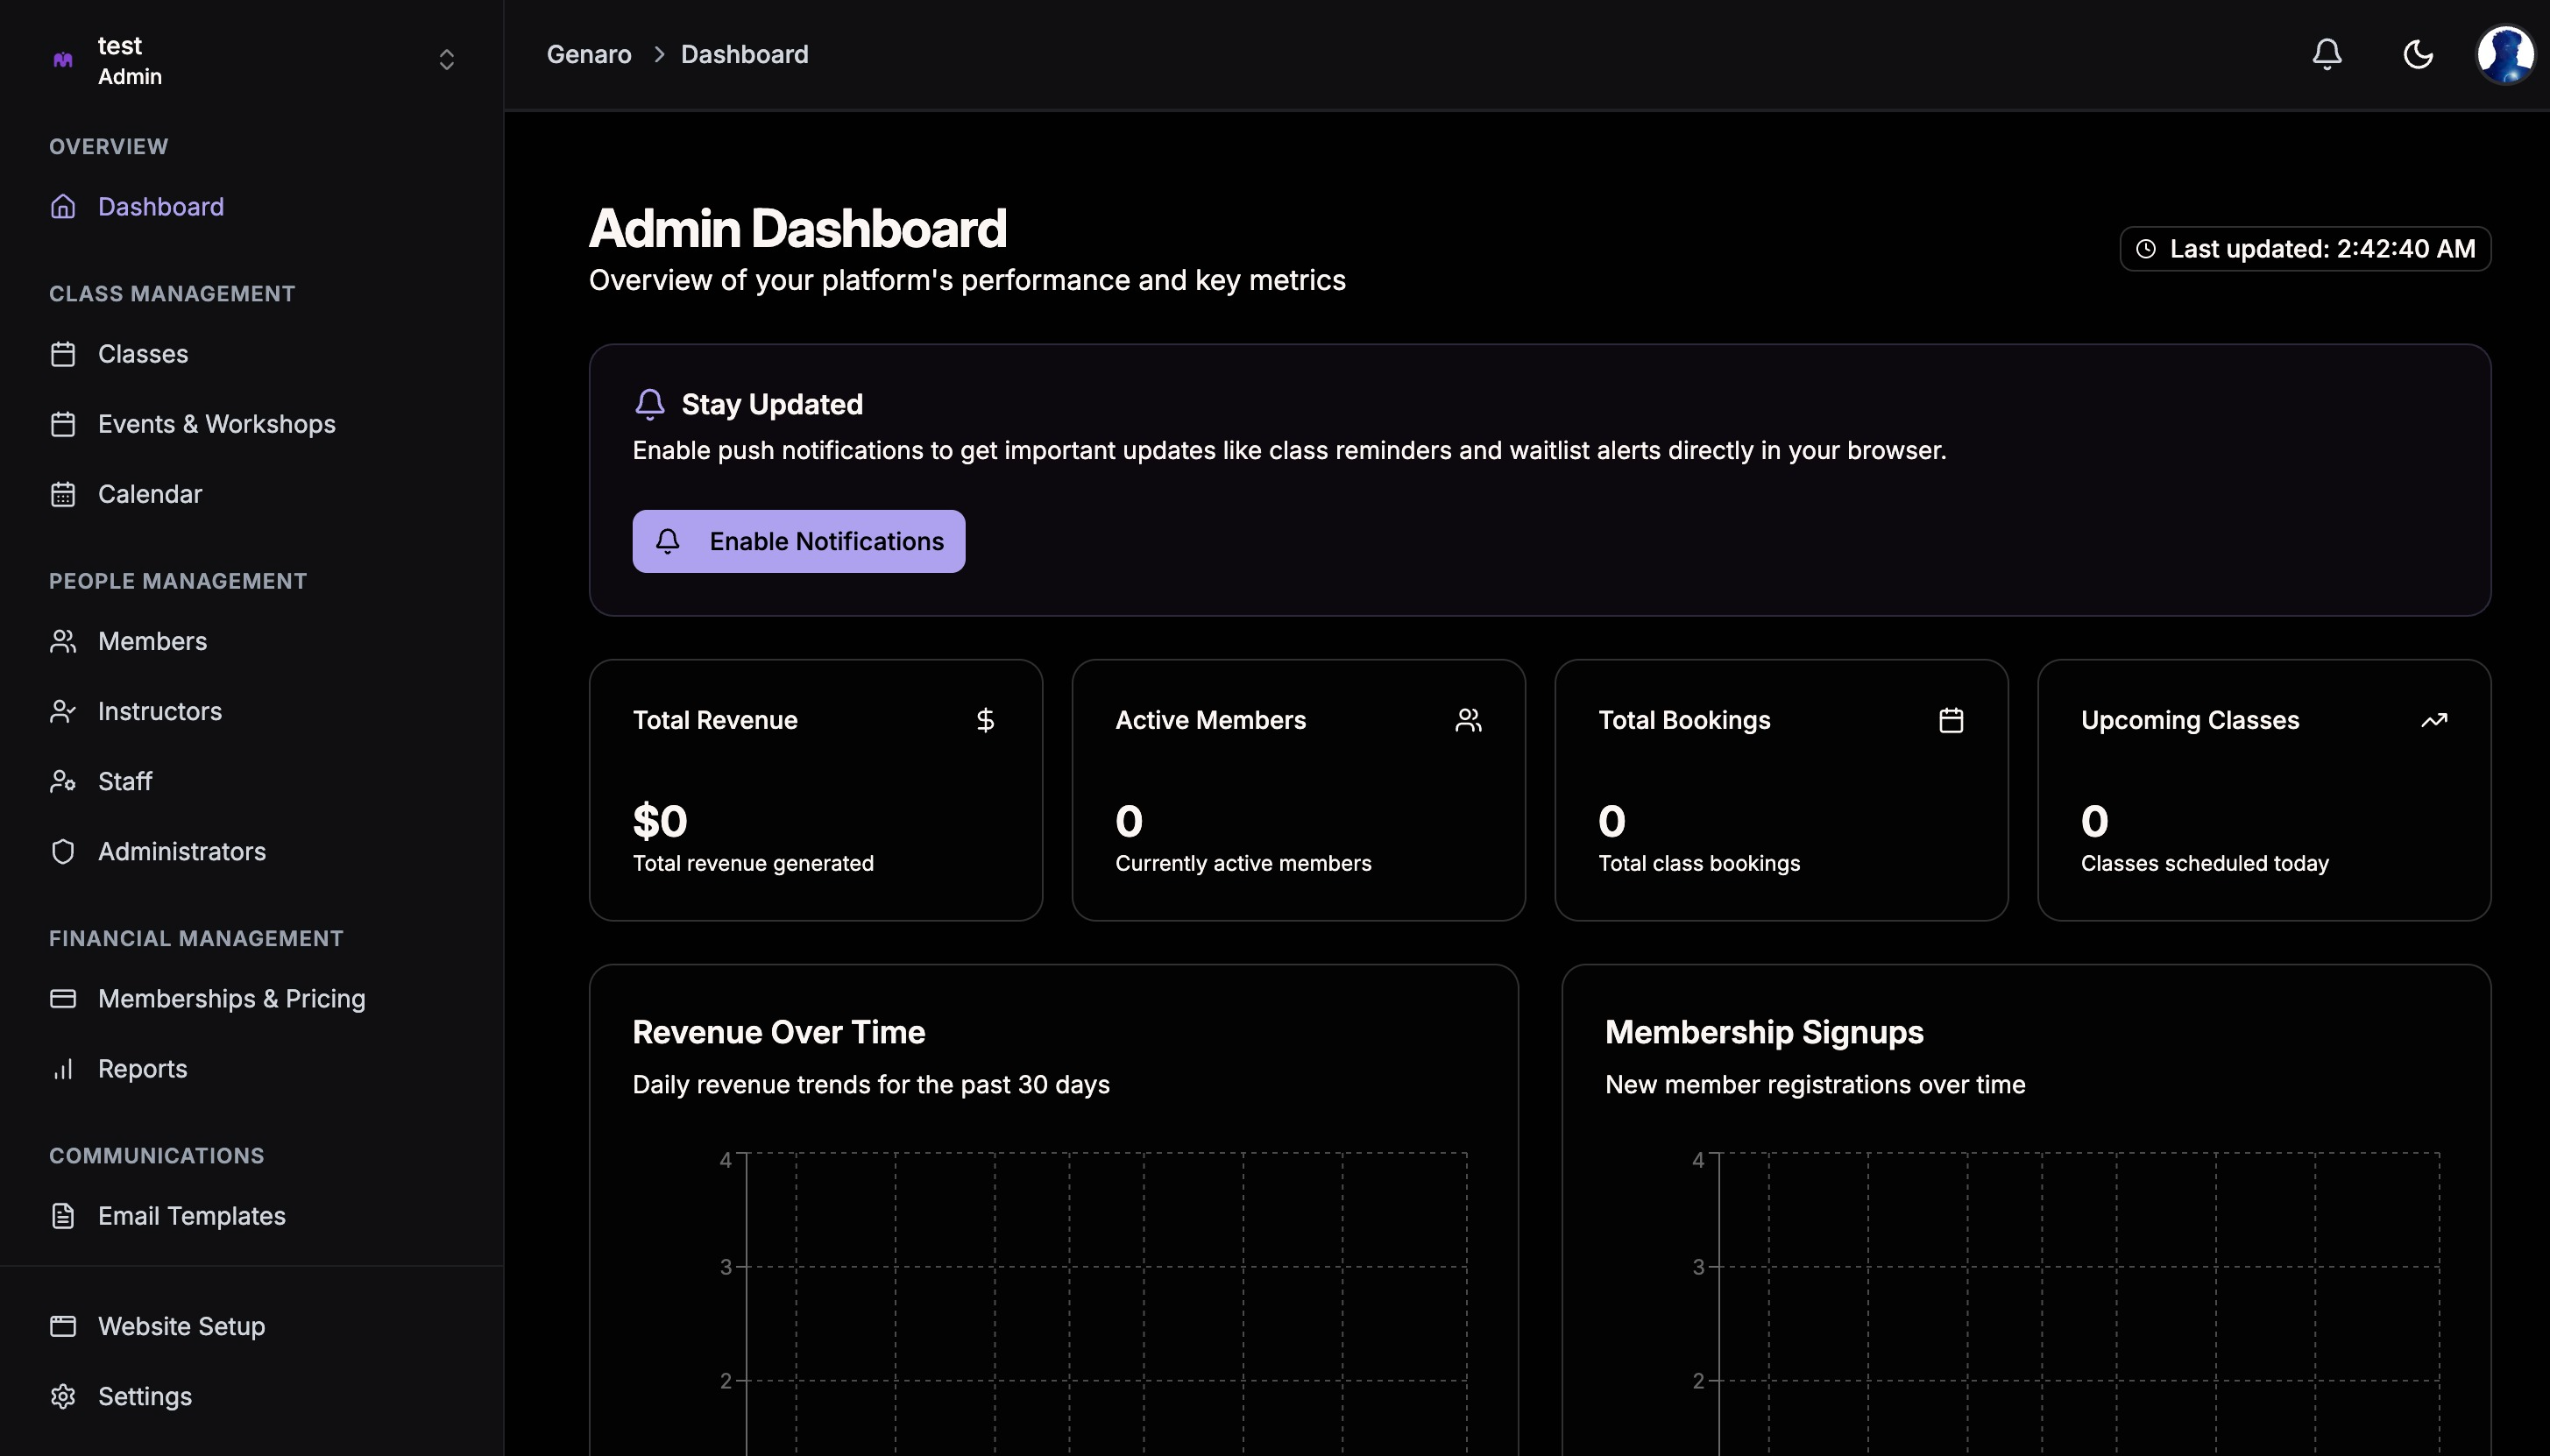 test
Admin
OVERVIEW
Dashboard
CLASS MANAGEMENT
Classes
Events & Workshops
Calendar
PEOPLE MANAGEMENT
Members
Instructors
Staff
Administrators
FINANCIAL MANAGEMENT
Memberships & Pricing
Reports
COMMUNICATIONS
Email Templates
Website Setup
Settings
Genaro > Dashboard
Admin Dashboard
Overview of your platform's performance and key metrics
Last updated: 2:42:40 AM
Stay Updated
Enable push notifications to get important updates like class reminders and waitlist alerts directly in your browser.
Enable Notifications
Total Revenue
$0
Total revenue generated
Active Members
0
Currently active members
Total Bookings
0
Total class bookings
Upcoming Classes
0
Classes scheduled today
Revenue Over Time
Daily revenue trends for the past 30 days
4
3
2
Membership Signups
New member registrations over time
4
3
2